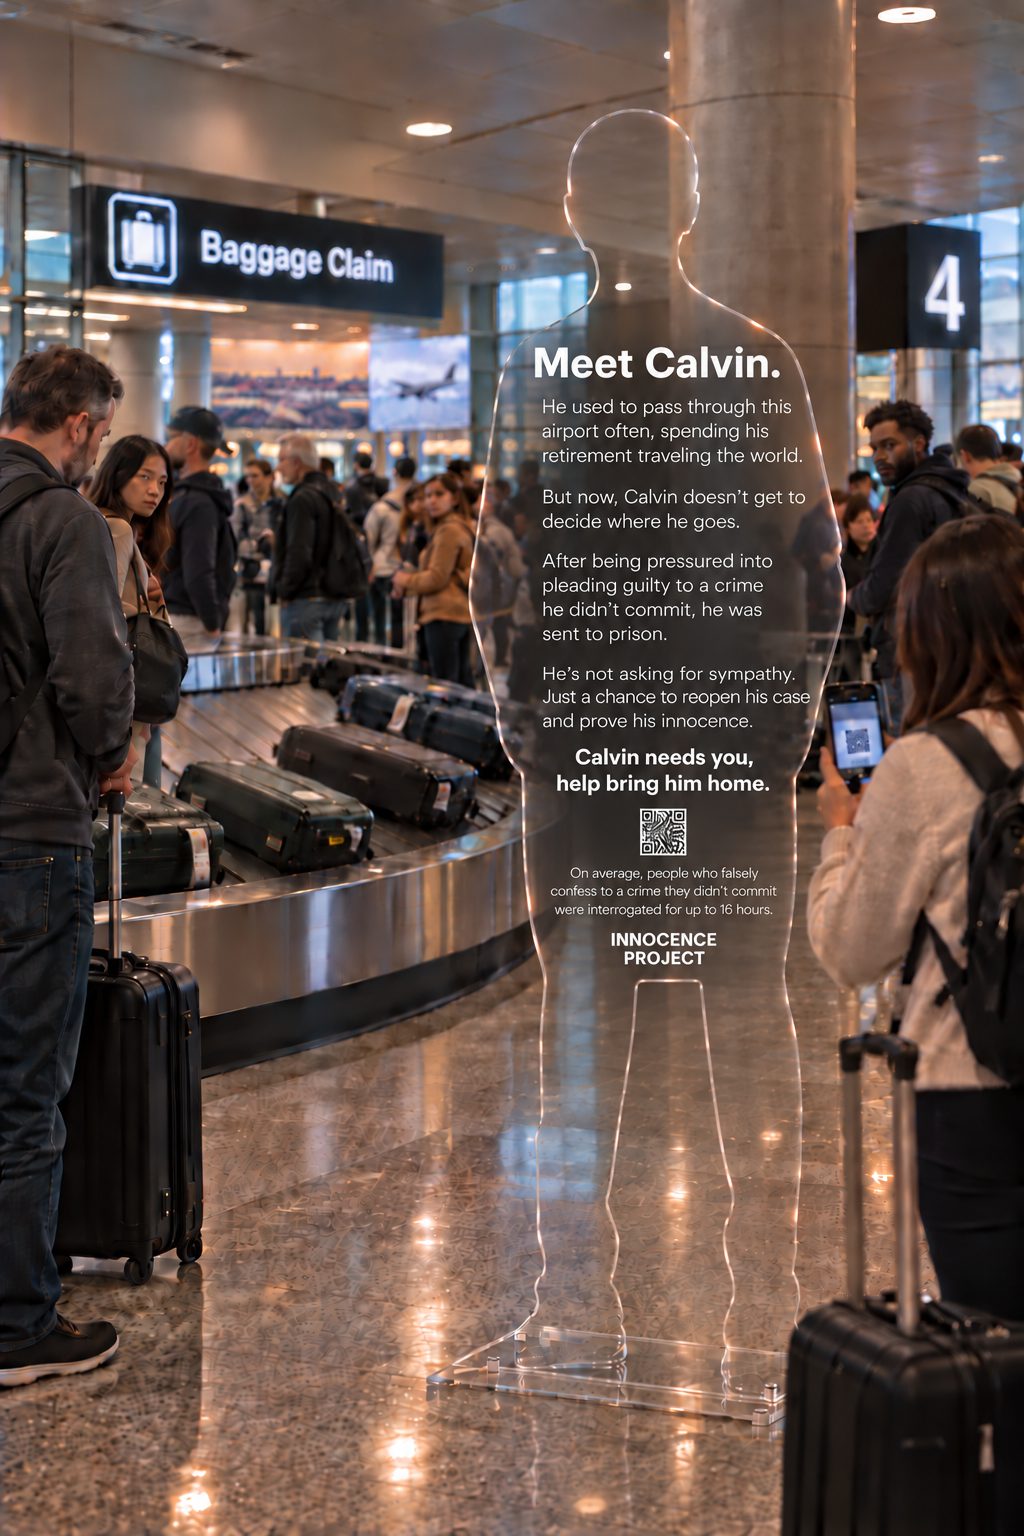 Baggage Claim
4
Meet Calvin.
He used to pass through this
airport often, spending his
retirement traveling the world.
But now, Calvin doesn’t get to
decide where he goes.
After being pressured into
pleading guilty to a crime
he didn’t commit, he was
sent to prison.
He’s not asking for sympathy.
Just a chance to reopen his case
and prove his innocence.
Calvin needs you,
help bring him home.
On average, people who falsely
confess to a crime they didn’t commit
were interrogated for up to 16 hours.
INNOCENCE
PROJECT